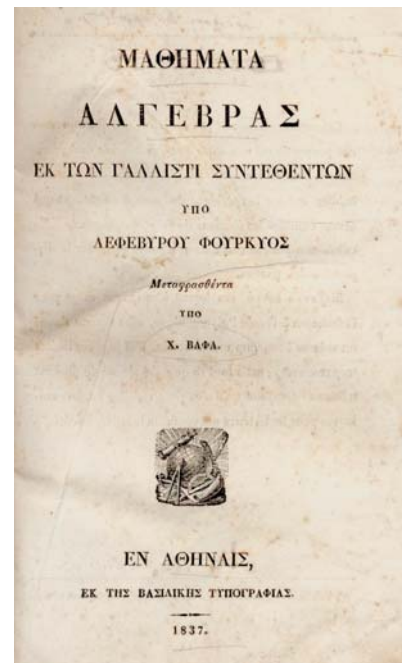 ΜΑΘΗΜΑΤΑ
ΑΛΓΕΒΡΑΣ
ΕΚ ΤΩΝ ΓΑΛΛΙΣΤΙ ΣΥΝΤΕΘΕΝΤΩΝ
ΥΠΟ
ΛΕΦΕΒΥΡΟΥ ΦΟΥΡΚΥΟΣ
Μεταφρασθέντα
ΥΠΟ
Χ. ΒΑΦΑ.
ΕΝ ΑΘΗΝΑΙΣ,
ΕΚ ΤΗΣ ΒΑΣΙΛΙΚΗΣ ΤΥΠΟΓΡΑΦΙΑΣ.
1837.